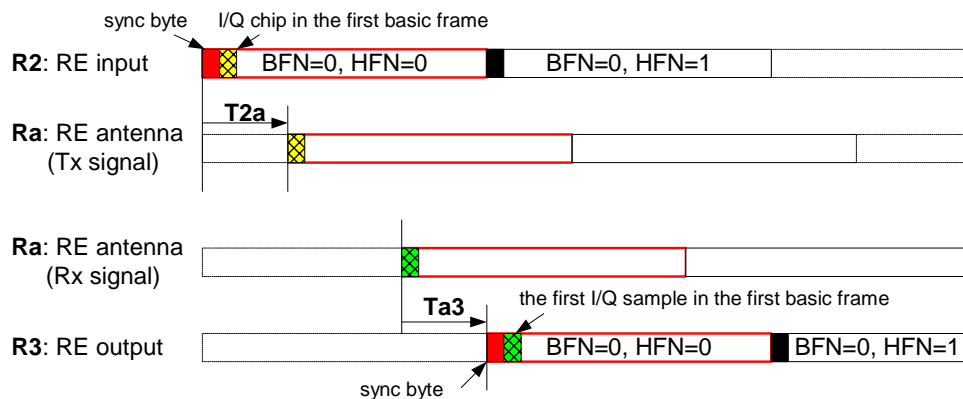 sync byte
I/Q chip in the first basic frame
R2: RE input
BFN=0, HFN=0
BFN=0, HFN=1
T2a
Ra: RE antenna
(Tx signal)
Ra: RE antenna
(Rx signal)
Ta3
the first I/Q sample in the first basic frame
R3: RE output
BFN=0, HFN=0
BFN=0, HFN=1
sync byte